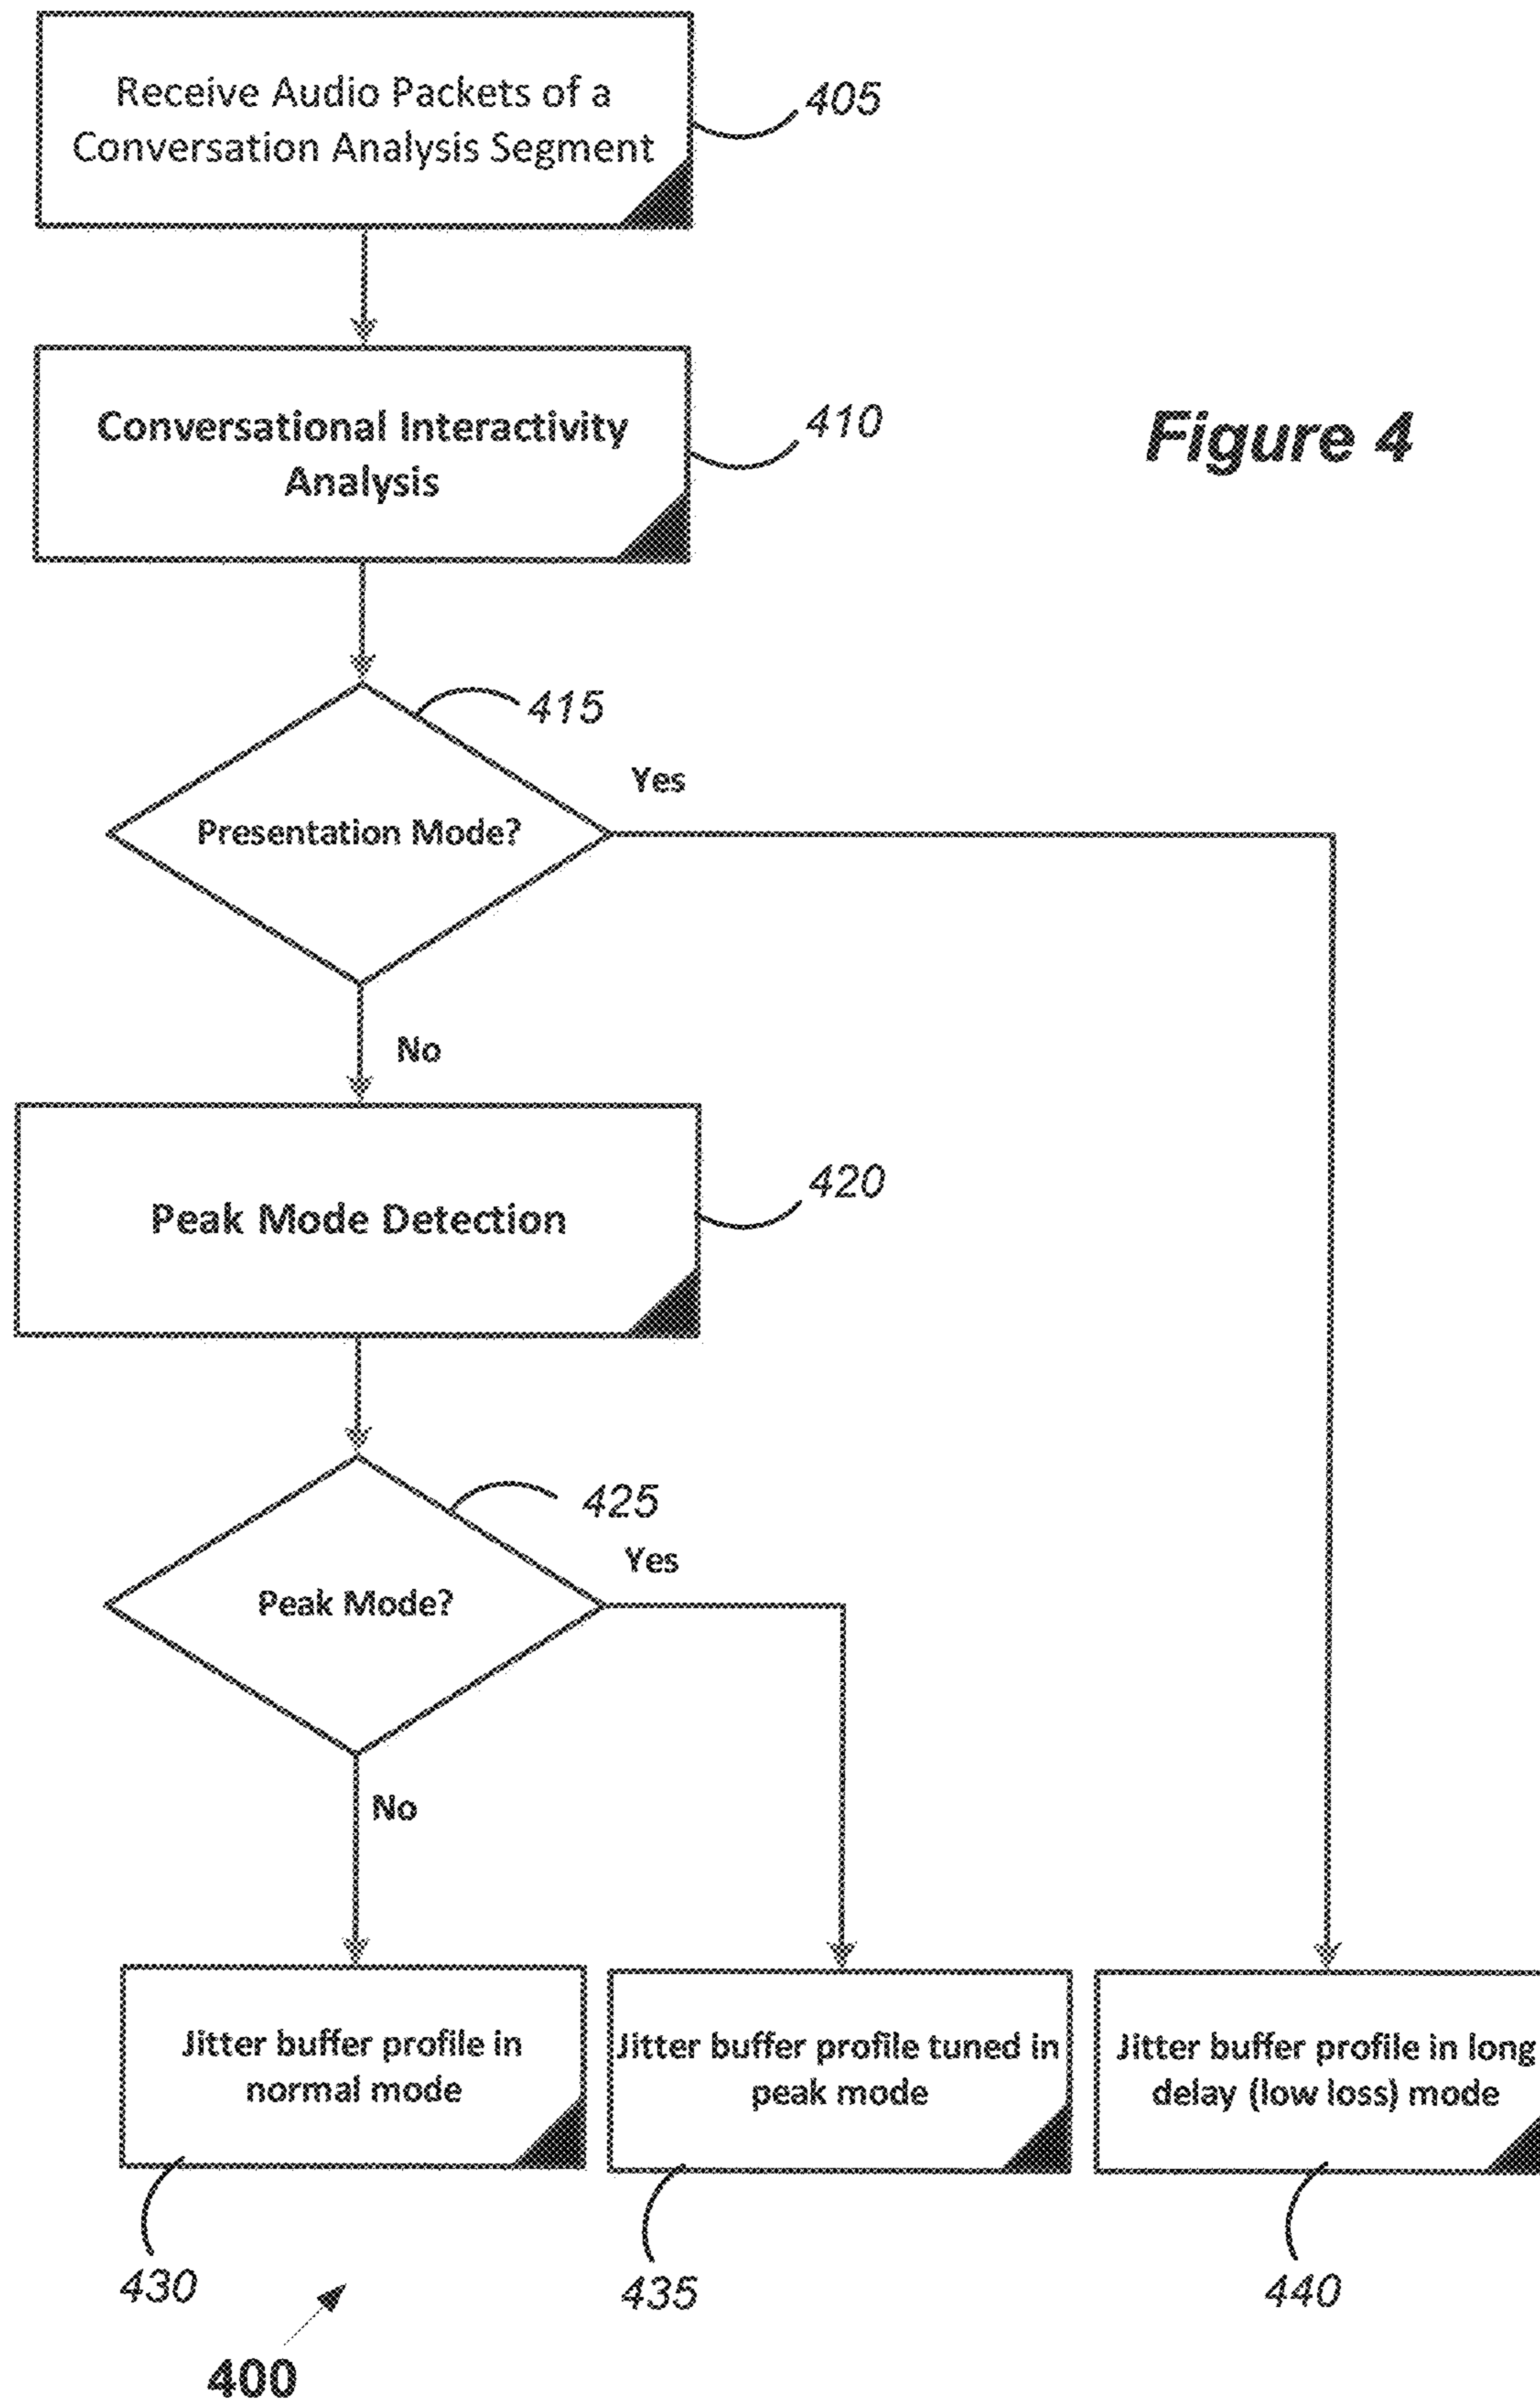 Receive Audio Packets of a
Conversation Analysis Segment
405
Conversational Interactivity
Analysis
410
Figure 4
415
Yes
Presentation Mode?
No
Peak Mode Detection
420
425
Yes
Peak Mode?
No
Jitter buffer profile in
normal mode
Jitter buffer profile tuned in
peak mode
Jitter buffer profile in long
delay (low loss) mode
430
435
440
400